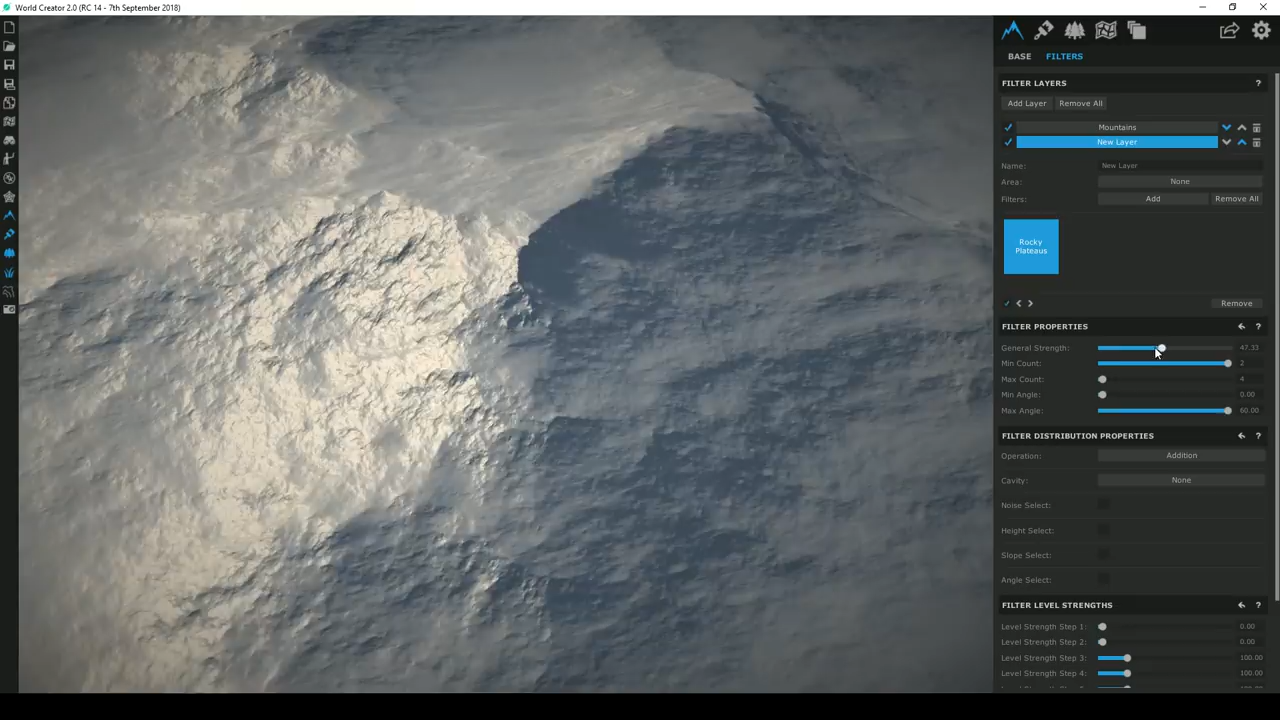 World Creator 2.0 (RC 14 - 7th September 2018)
BASE FILTERS
FILTER LAYERS ?
Add Layer Remove All
Mountains
New Layer
Name: New Layer
Area: None
Filters: Add Remove All
Rocky
Plateaus
Remove
FILTER PROPERTIES ?
General Strength: 47.33
Min Count: 2
Max Count: 4
Min Angle: 0.00
Max Angle: 60.00
FILTER DISTRIBUTION PROPERTIES ?
Operation: Addition
Cavity: None
Noise Select:
Height Select:
Slope Select:
Angle Select:
FILTER LEVEL STRENGTHS ?
Level Strength Step 1: 0.00
Level Strength Step 2: 0.00
Level Strength Step 3: 100.00
Level Strength Step 4: 100.00